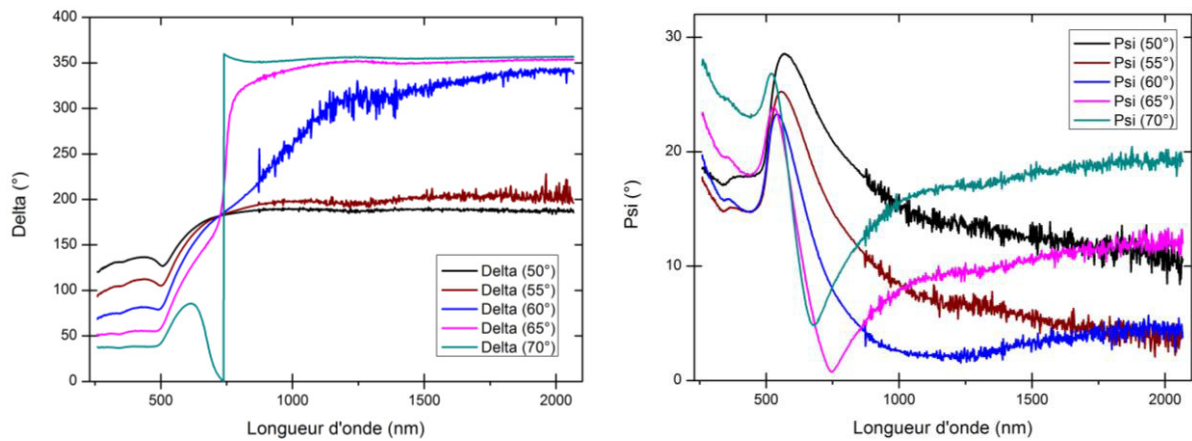 400
350
300
250
200
150
100
50
0
Delta (°)
Delta (50°)
Delta (55°)
Delta (60°)
Delta (65°)
Delta (70°)
500
1000
1500
2000
Longueur d'onde (nm)
30
20
10
0
Psi (°)
Psi (50°)
Psi (55°)
Psi (60°)
Psi (65°)
Psi (70°)
500
1000
1500
2000
Longueur d'onde (nm)